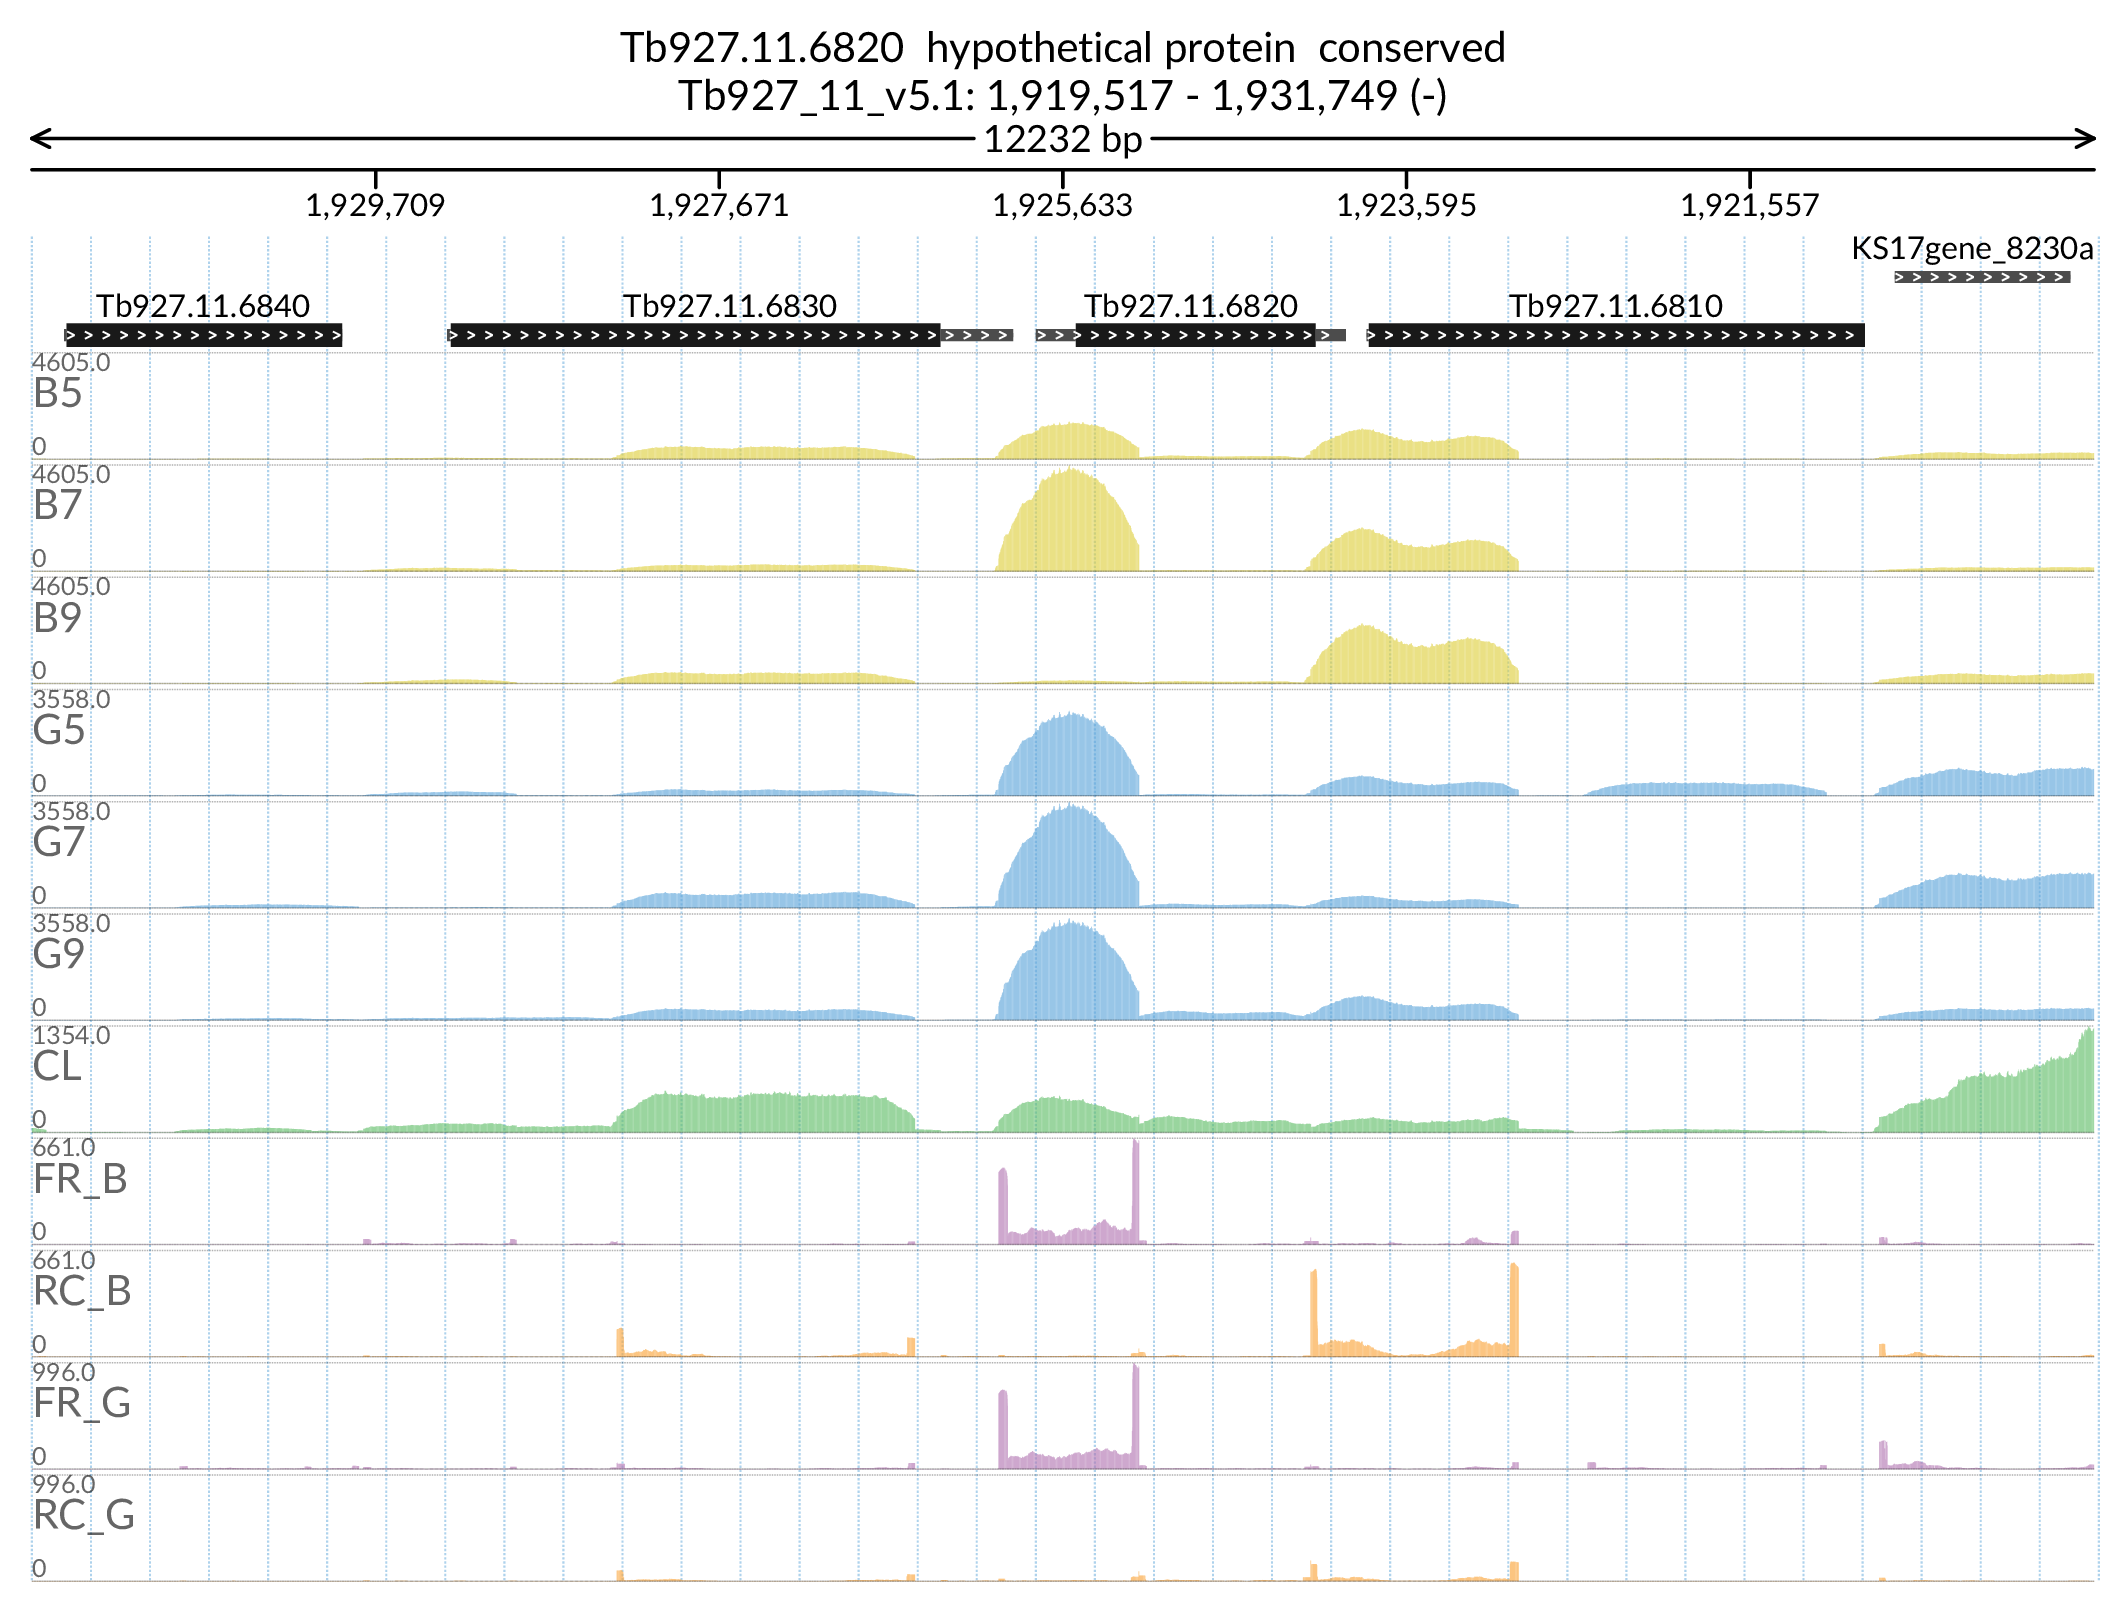 Tb927.11.6820  hypothetical protein  conserved
Tb927_11_v5.1: 1,919,517 - 1,931,749 (-)
12232 bp
1,929,709 1,927,671 1,925,633 1,923,595 1,921,557
KS17gene_8230a
Tb927.11.6840 Tb927.11.6830 Tb927.11.6820 Tb927.11.6810
4605.0
B5
0
4605.0
B7
0
4605.0
B9
0
3558.0
G5
0
3558.0
G7
0
3558.0
G9
0
1354.0
CL
0
661.0
FR_B
0
661.0
RC_B
0
996.0
FR_G
0
996.0
RC_G
0